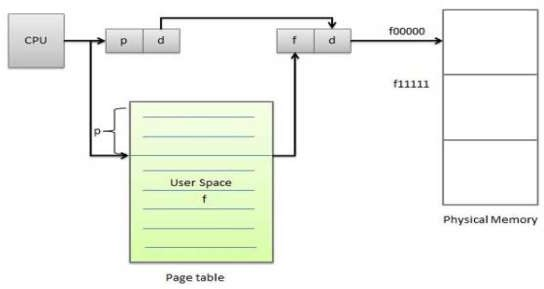 CPU
p
d
f
d
f00000
f11111
p
User Space
f
Physical Memory
Page table